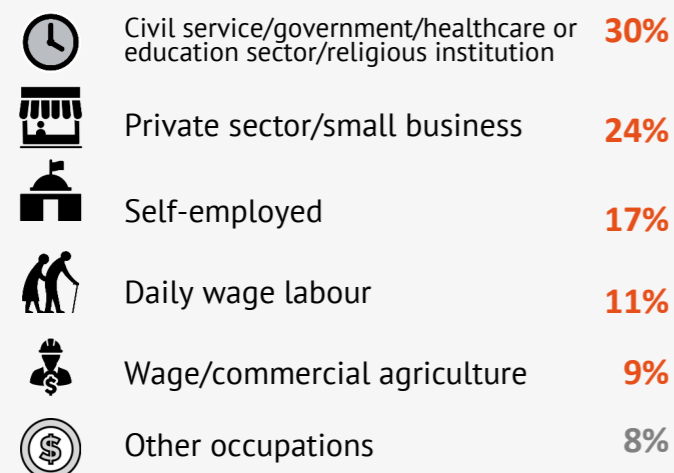 Civil service/government/healthcare or 30%
education sector/religious institution
Private sector/small business 24%
Self-employed 17%
Daily wage labour 11%
Wage/commercial agriculture 9%
Other occupations 8%